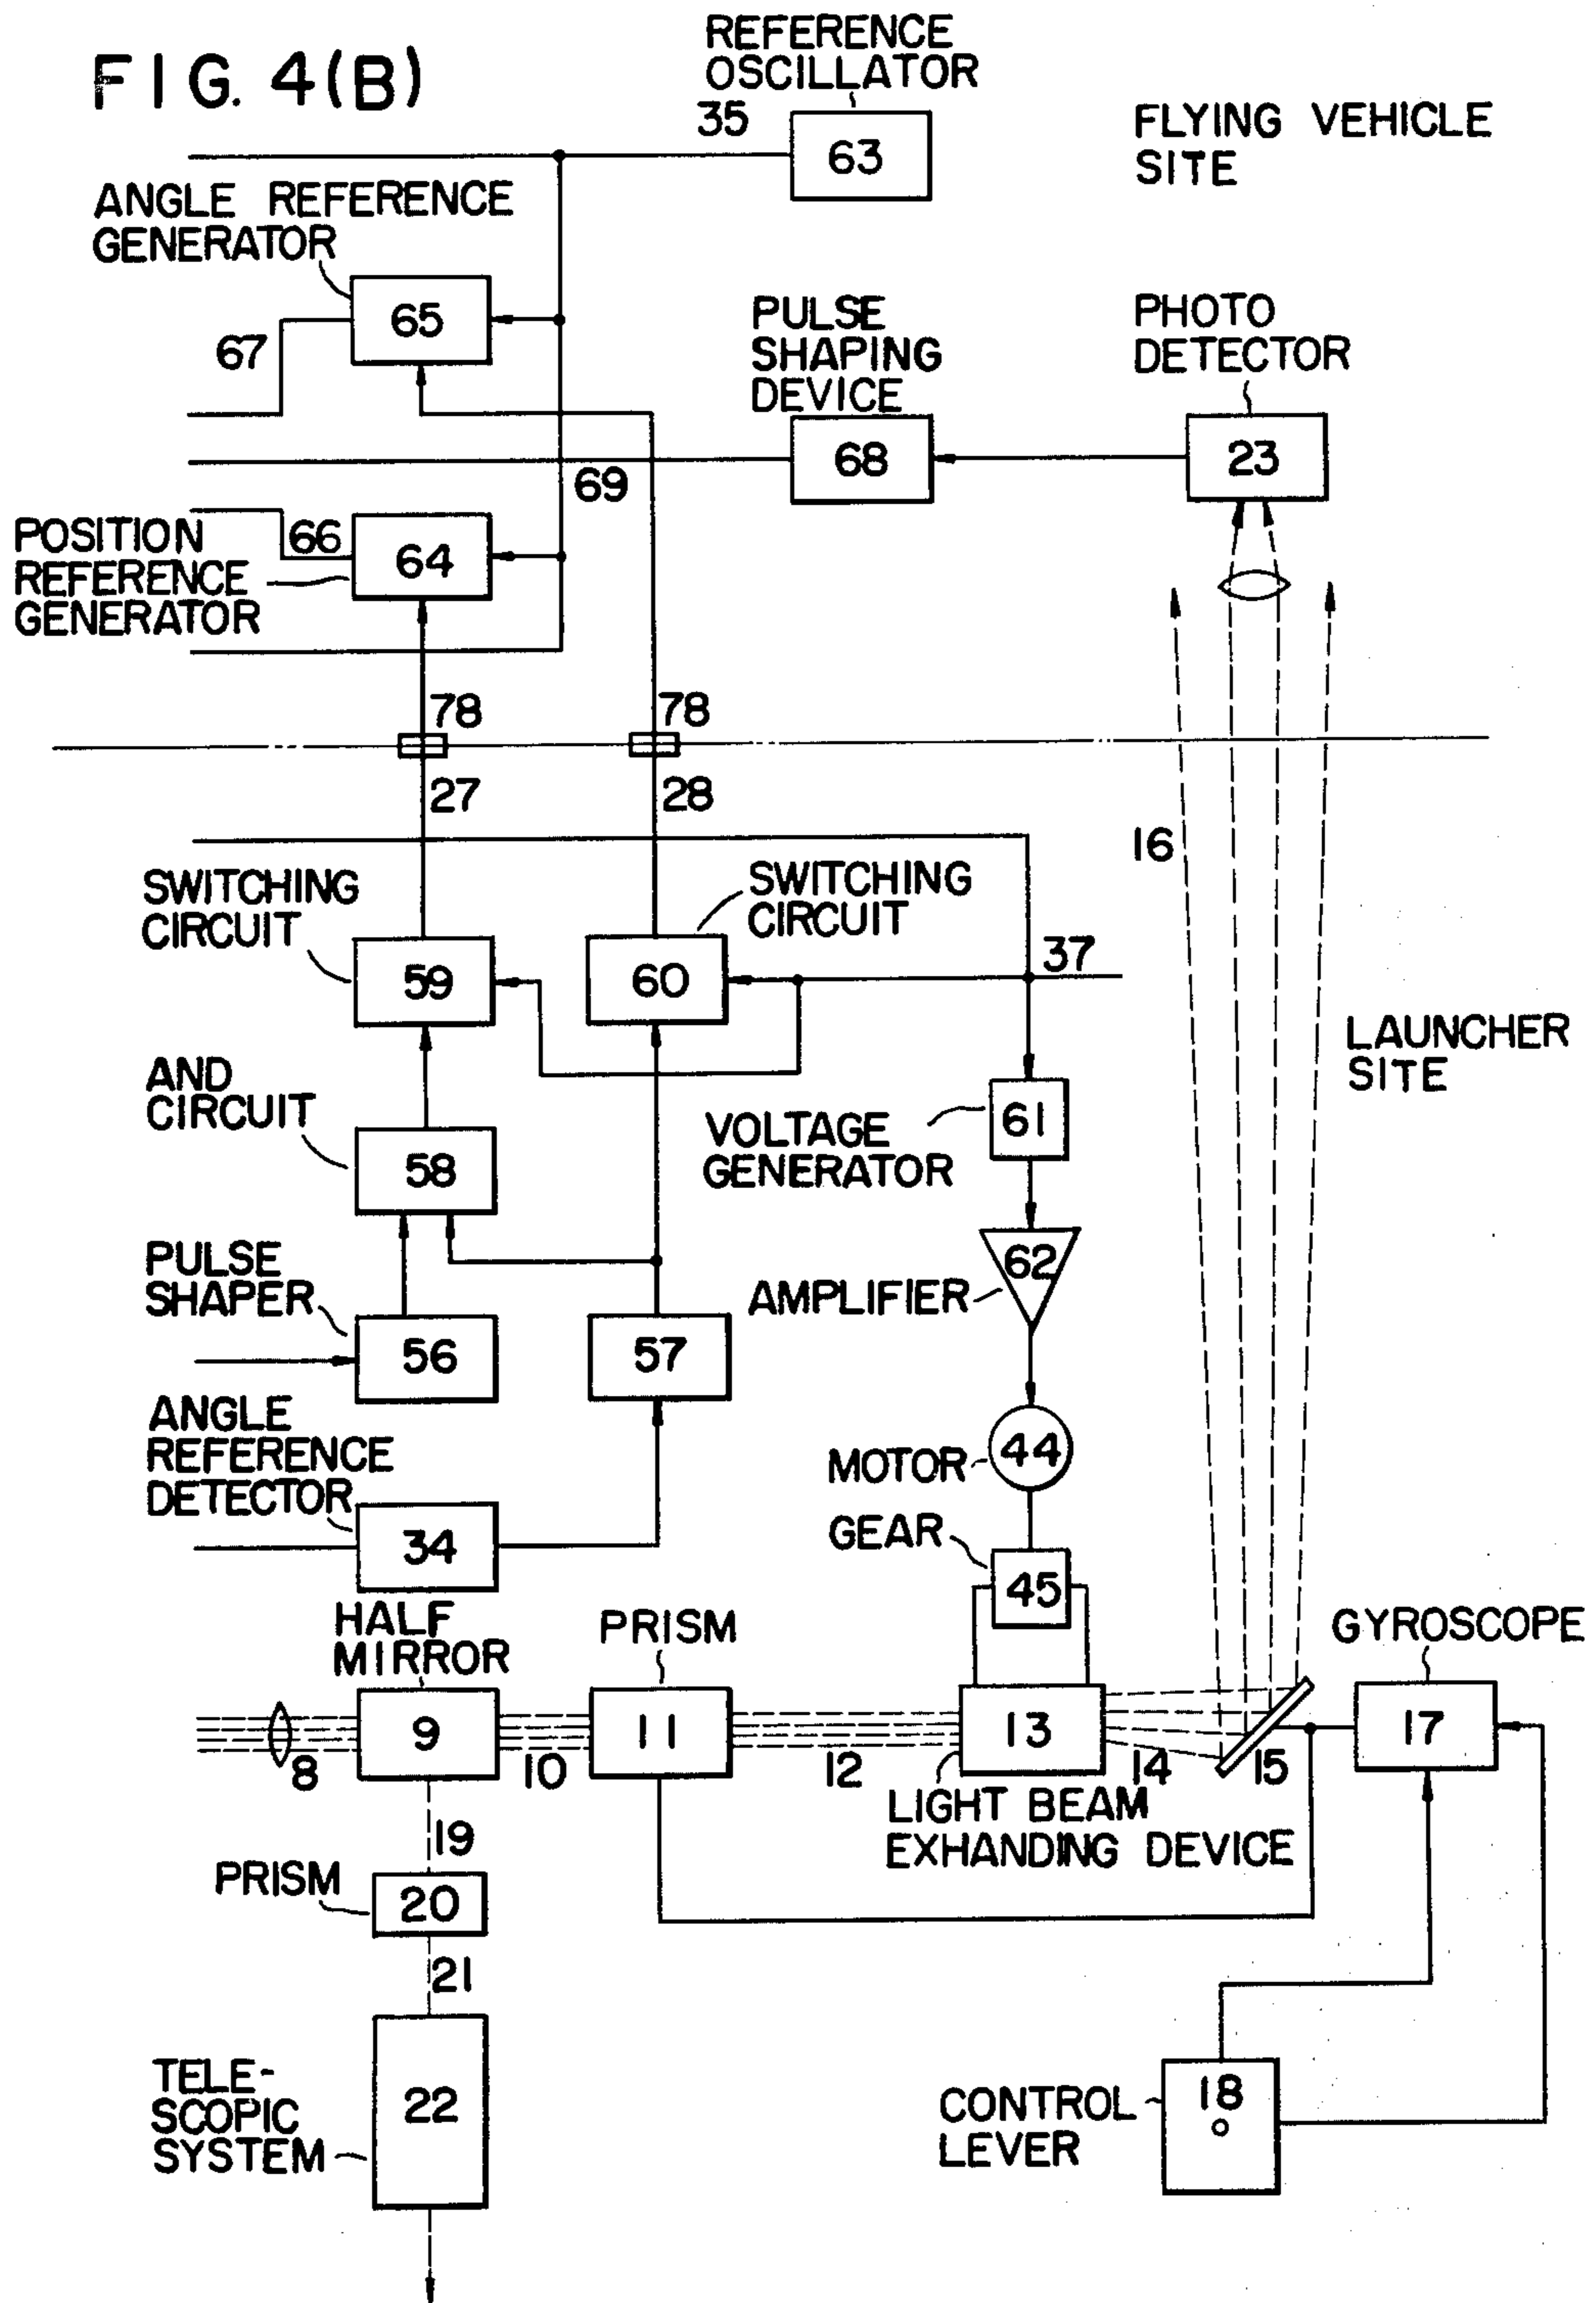 FIG. 4(B)
REFERENCE
OSCILLATOR
35
63
FLYING VEHICLE
SITE
ANGLE REFERENCE
GENERATOR
65
67
PULSE
SHAPING
DEVICE
68
PHOTO
DETECTOR
23
69
POSITION
REFERENCE
GENERATOR
66
64
78
78
27
28
16
SWITCHING
CIRCUIT
59
SWITCHING
CIRCUIT
60
37
LAUNCHER
SITE
AND
CIRCUIT
58
VOLTAGE
GENERATOR
61
PULSE
SHAPER
56
57
AMPLIFIER
62
ANGLE
REFERENCE
DETECTOR
34
MOTOR
44
GEAR
45
HALF
MIRROR
PRISM
GYROSCOPE
8
9
10
11
12
13
14
15
17
LIGHT BEAM
EXHANDING DEVICE
19
PRISM
20
21
TELE-
SCOPIC
SYSTEM
22
CONTROL
LEVER
18